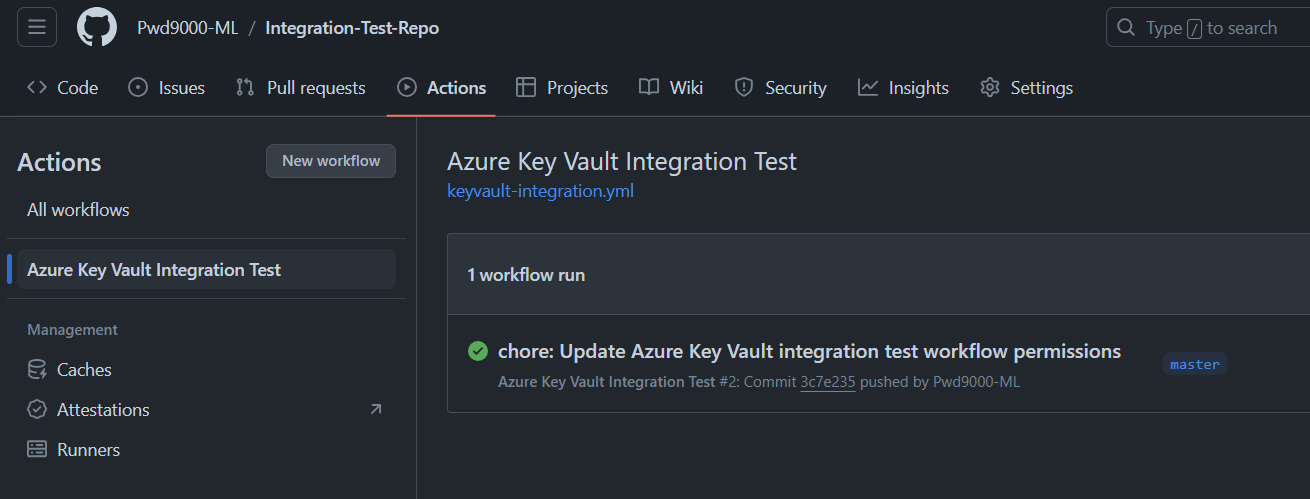 Pwd9000-ML / Integration-Test-Repo
Type / to search
Code Issues Pull requests Actions Projects Wiki Security Insights Settings
Actions
New workflow
All workflows
Azure Key Vault Integration Test
Management
Caches
Attestations
Runners
Azure Key Vault Integration Test
keyvault-integration.yml
1 workflow run
chore: Update Azure Key Vault integration test workflow permissions
master
Azure Key Vault Integration Test #2: Commit 3c7e235 pushed by Pwd9000-ML